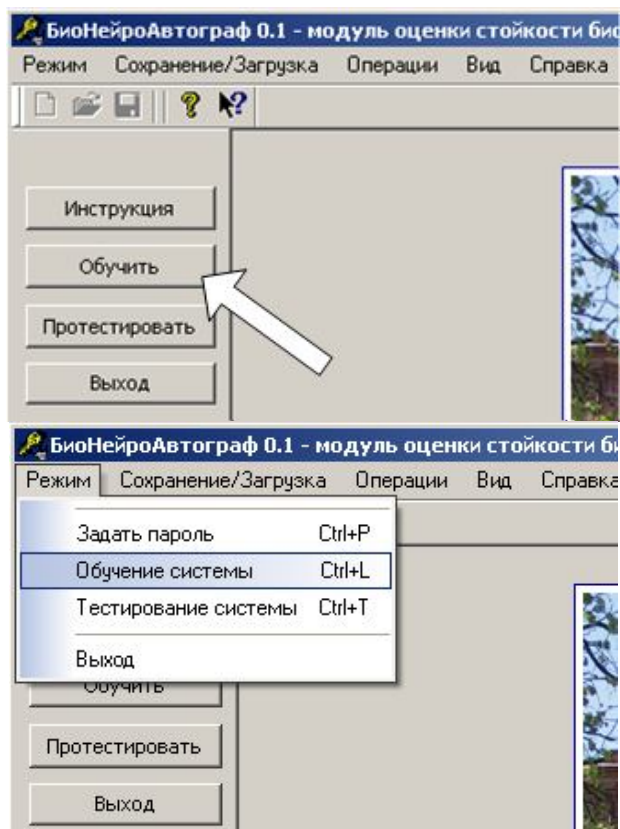 БиоНейроАвтограф 0.1 - модуль оценки стойкости био
Режим Сохранение/Загрузка Операции Вид Справка
Инструкция
Обучить
Протестировать
Выход
БиоНейроАвтограф 0.1 - модуль оценки стойкости б
Режим Сохранение/Загрузка Операции Вид Справка
Задать пароль Ctrl+P
Обучение системы Ctrl+L
Тестирование системы Ctrl+T
Выход
Обучить
Протестировать
Выход